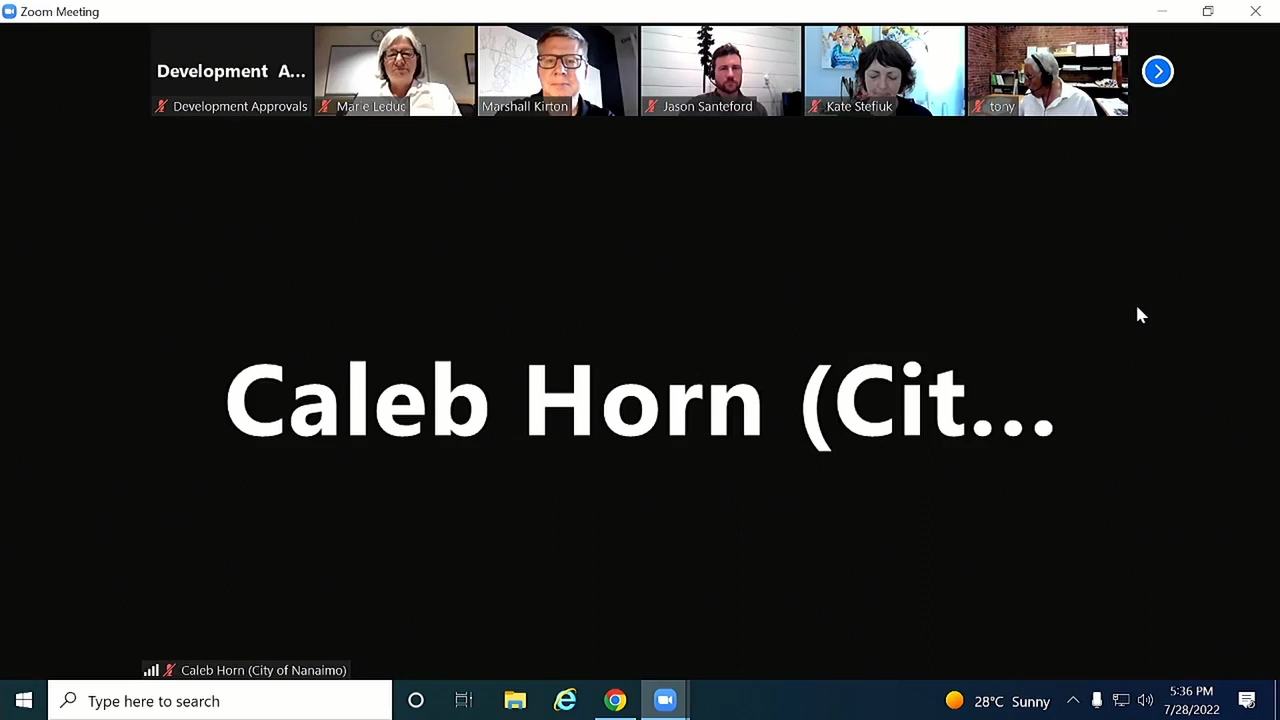 Zoom Meeting
Development A...
Development Approvals
Marie Leduc
Marshall Kirton
Jason Santeford
Kate Stefiuk
tony
Caleb Horn (Cit...
Caleb Horn (City of Nanaimo)
Type here to search
28°C Sunny
5:36 PM
7/28/2022